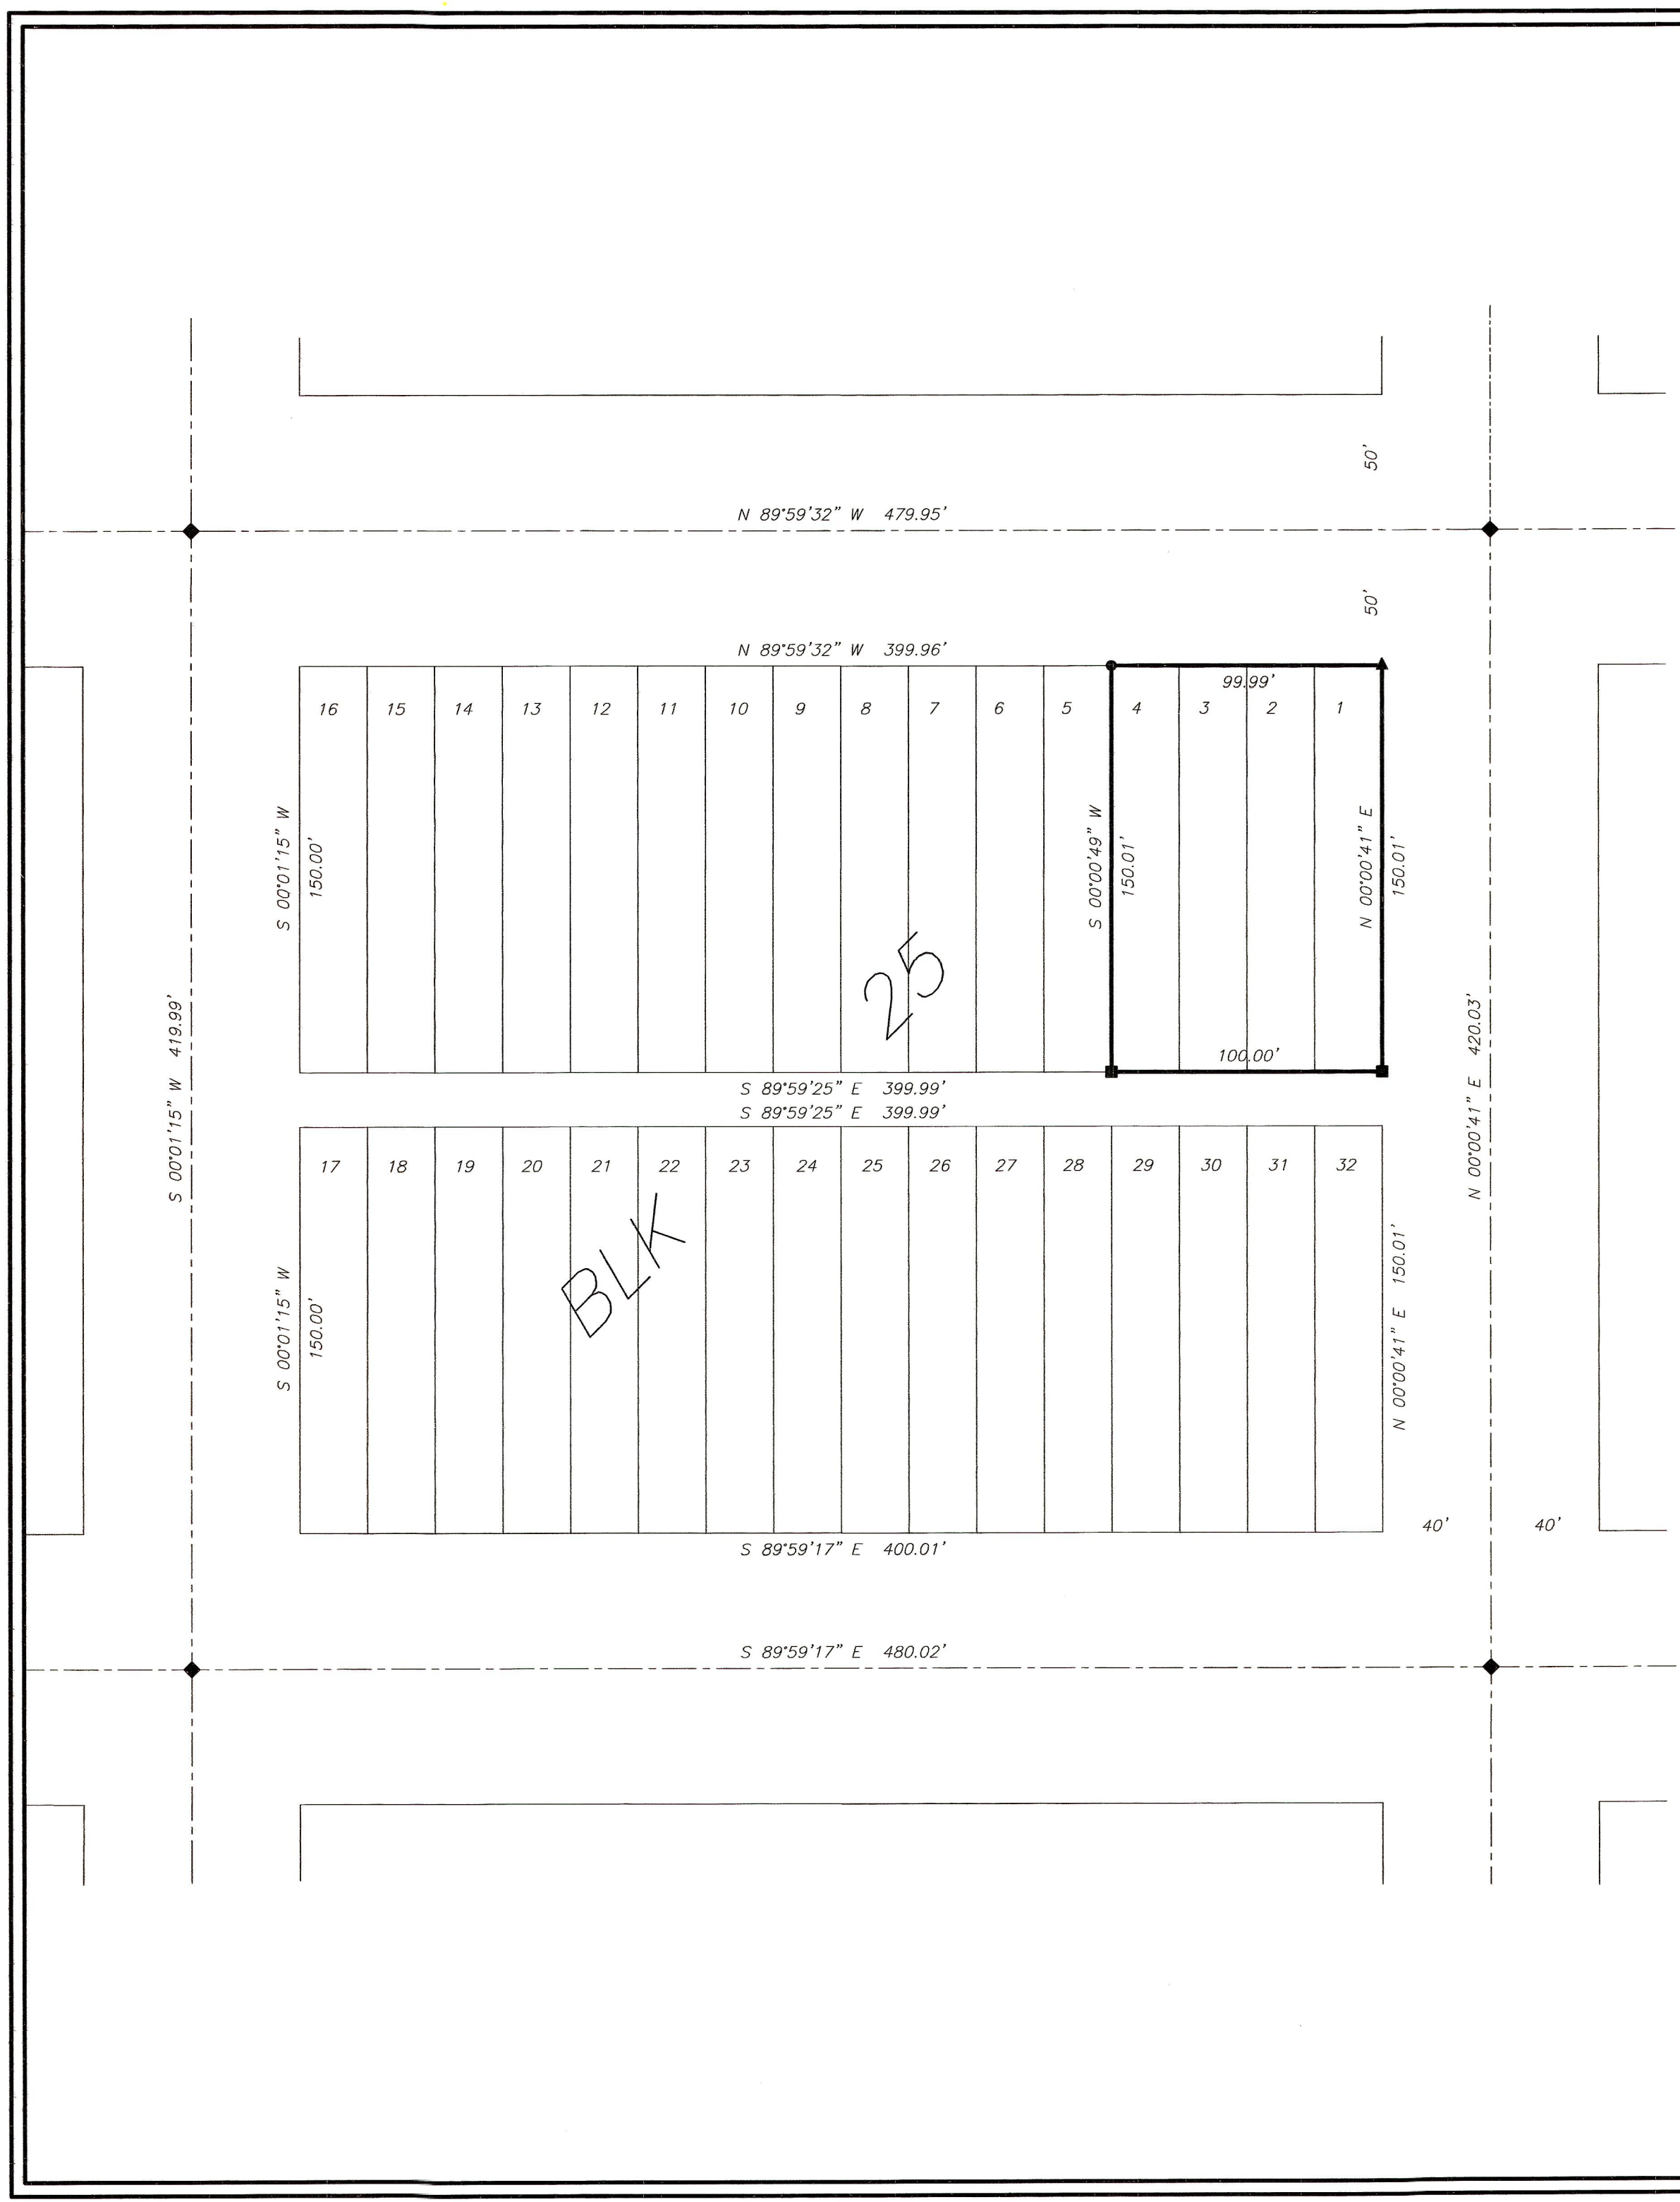 50'
N 89°59'32" W 479.95'
50'
N 89°59'32" W 399.96'
99.99'
16 15 14 13 12 11 10 9 8 7 6 5 4 3 2 1
S 00°01'15" W
150.00'
S 00°00'49" W
150.01'
N 00°00'41" E
150.01'
25
S 00°01'15" W 419.99'
N 00°00'41" E 420.03'
100.00'
S 89°59'25" E 399.99'
S 89°59'25" E 399.99'
17 18 19 20 21 22 23 24 25 26 27 28 29 30 31 32
BLK
S 00°01'15" W
150.00'
N 00°00'41" E 150.01'
40' 40'
S 89°59'17" E 400.01'
S 89°59'17" E 480.02'